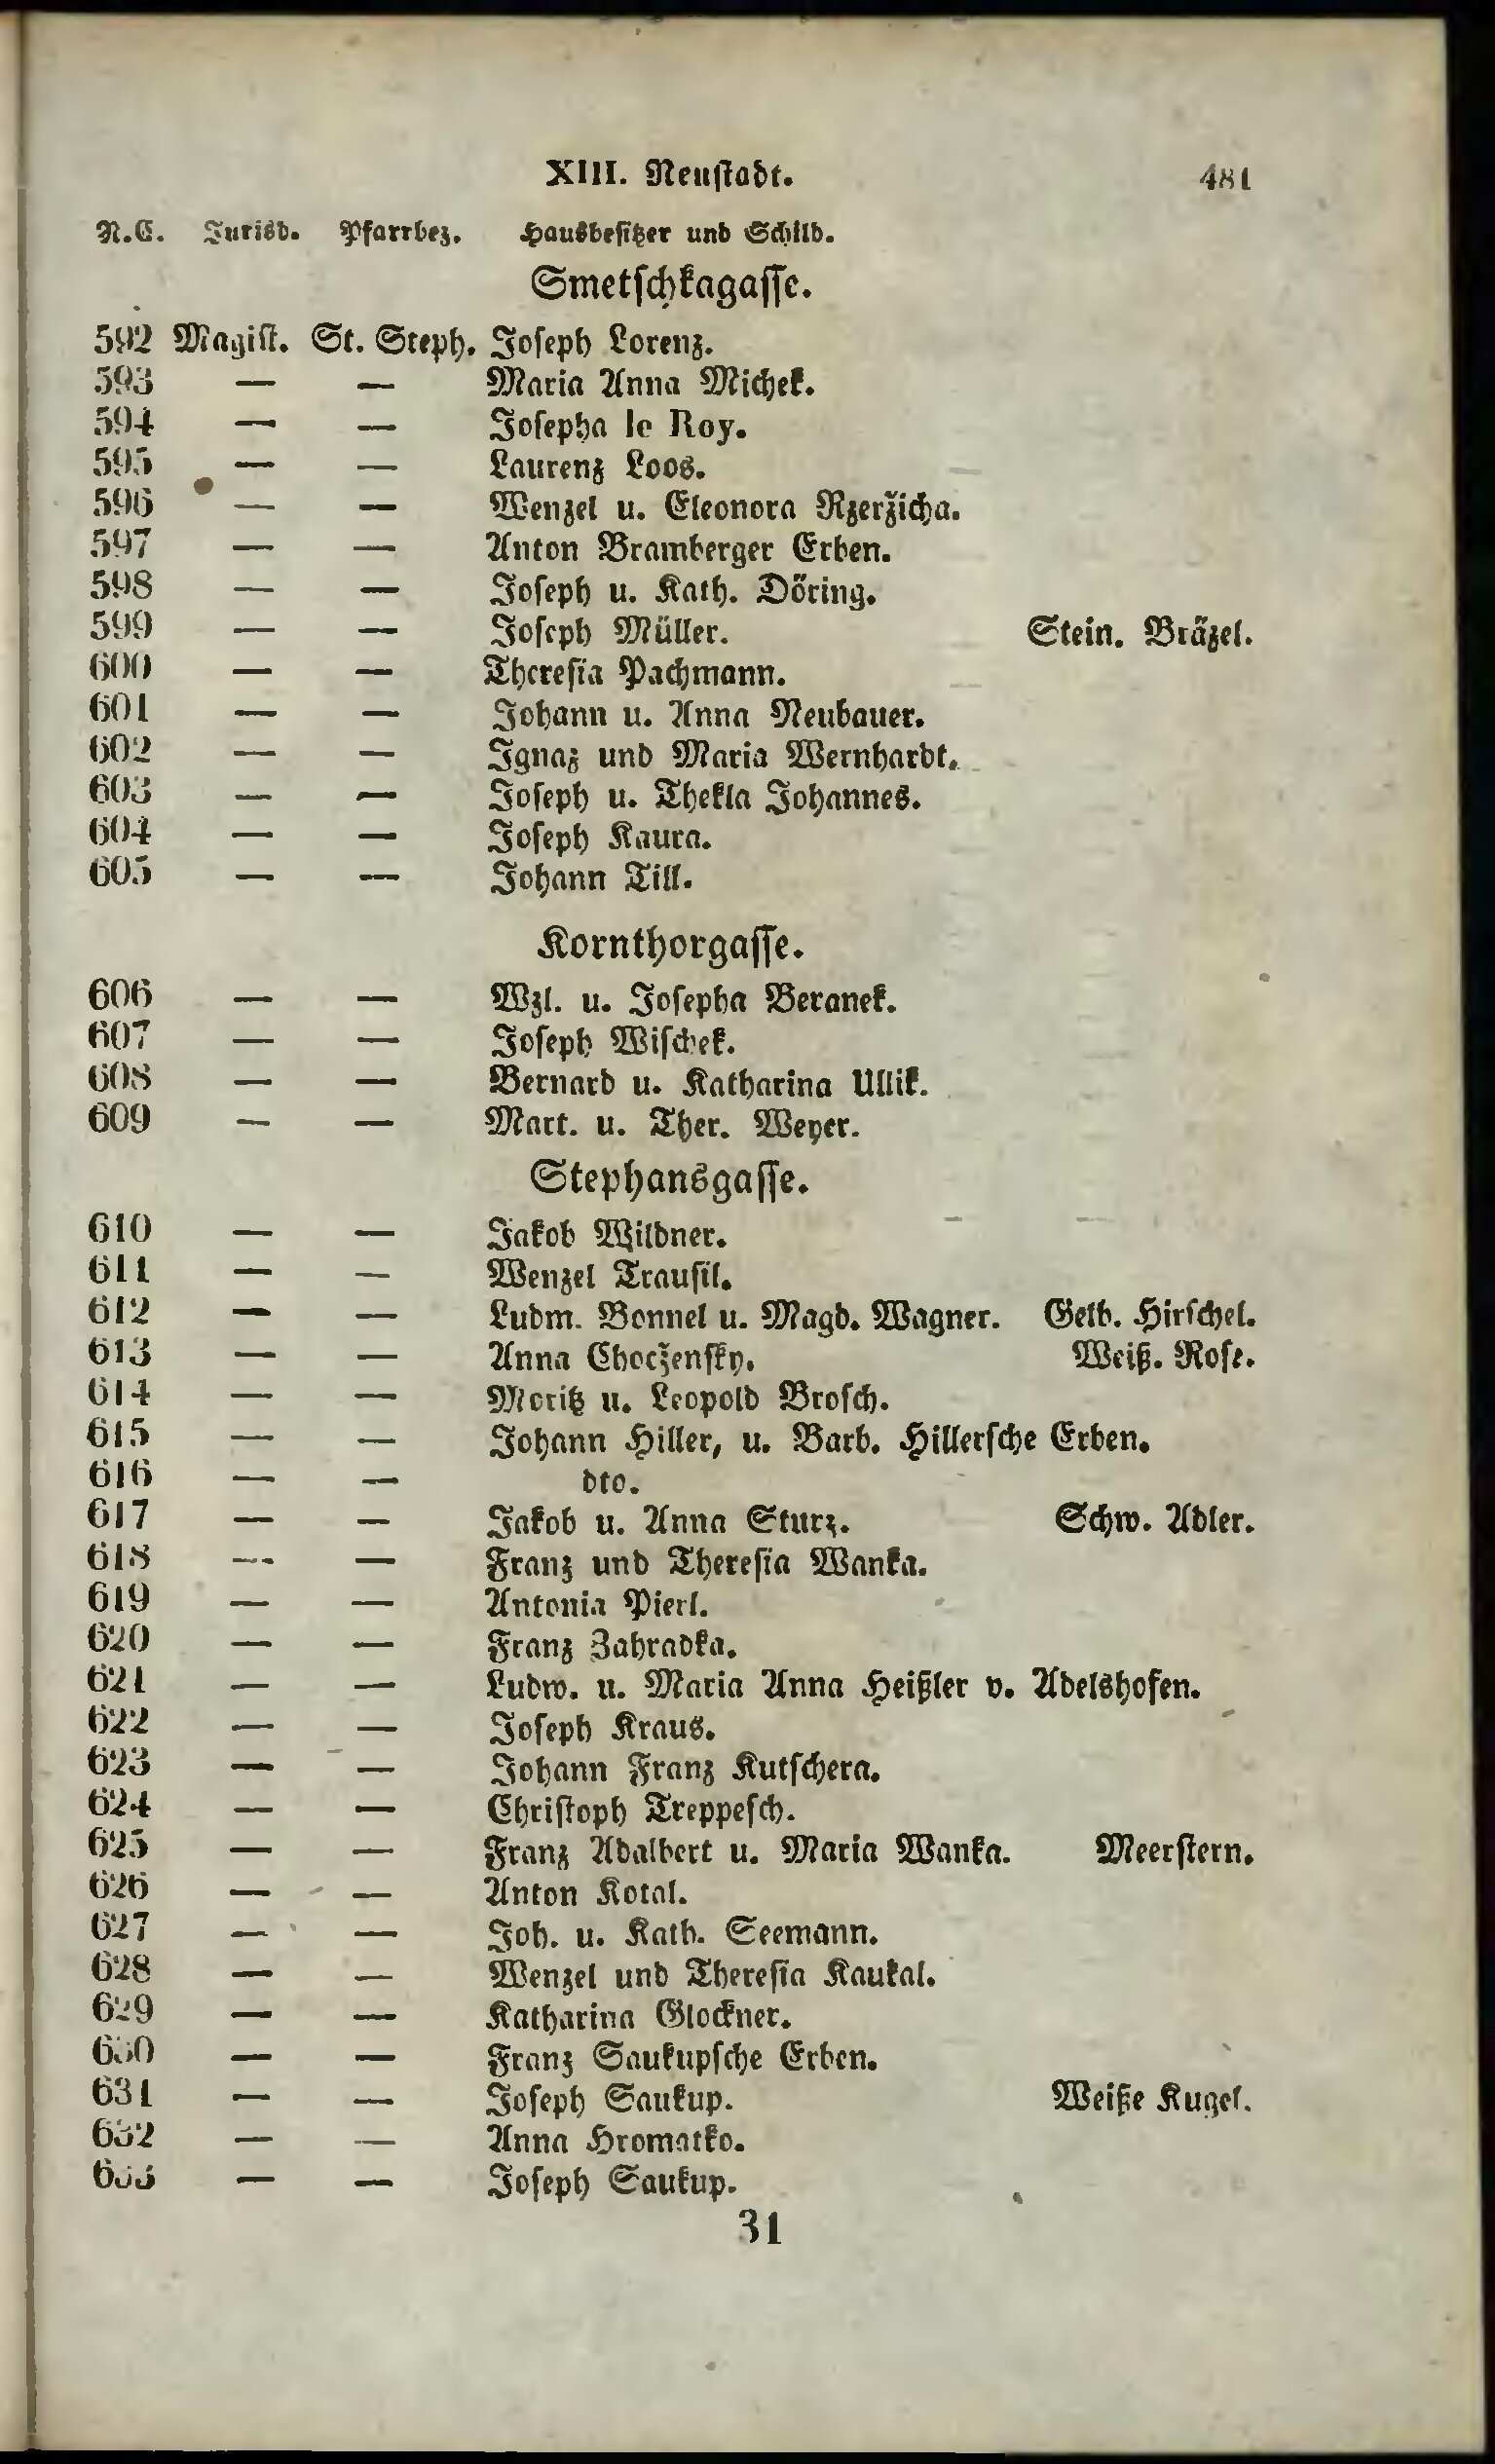 XIII. Neustadt. 481
N.C. Jurisd. Pfarrbez. Hausbesitzer und Schild.
Smetschkagasse.
592 Magist. St. Steph. Joseph Lorenz.
593 — — Maria Anna Michek.
594 — — Josepha le Roy.
595 — — Laurenz Loos.
596 — — Wenzel u. Eleonora Rzeržicha.
597 — — Anton Bramberger Erben.
598 — — Joseph u. Kath. Döring.
599 — — Joseph Müller. Stein. Bräzel.
600 — — Theresia Pachmann.
601 — — Johann u. Anna Neubauer.
602 — — Ignaz und Maria Wernhardt.
603 — — Joseph u. Thekla Johannes.
604 — — Joseph Kaura.
605 — — Johann Till.
Kornthorgasse.
606 — — Wzl. u. Josepha Beranek.
607 — — Joseph Wischek.
608 — — Bernard u. Katharina Ullik.
609 — — Mart. u. Ther. Weyer.
Stephansgasse.
610 — — Jakob Wildner.
611 — — Wenzel Trausil.
612 — — Ludm. Bonnel u. Magd. Wagner. Gelb. Hirschel.
613 — — Anna Choczensky. Weiß. Rose.
614 — — Moritz u. Leopold Brosch.
615 — — Johann Hiller, u. Barb. Hillersche Erben.
616 — — dto.
617 — — Jakob u. Anna Sturz. Schw. Adler.
618 — — Franz und Theresia Wanka.
619 — — Antonia Pierl.
620 — — Franz Zahradka.
621 — — Ludw. u. Maria Anna Heißler v. Adelshofen.
622 — — Joseph Kraus.
623 — — Johann Franz Kutschera.
624 — — Christoph Treppesch.
625 — — Franz Adalbert u. Maria Wanka. Meerstern.
626 — — Anton Kotal.
627 — — Joh. u. Kath. Seemann.
628 — — Wenzel und Theresia Kaukal.
629 — — Katharina Glockner.
630 — — Franz Saukupsche Erben.
631 — — Joseph Saukup. Weiße Kugel.
632 — — Anna Hromatko.
633 — — Joseph Saukup.
31